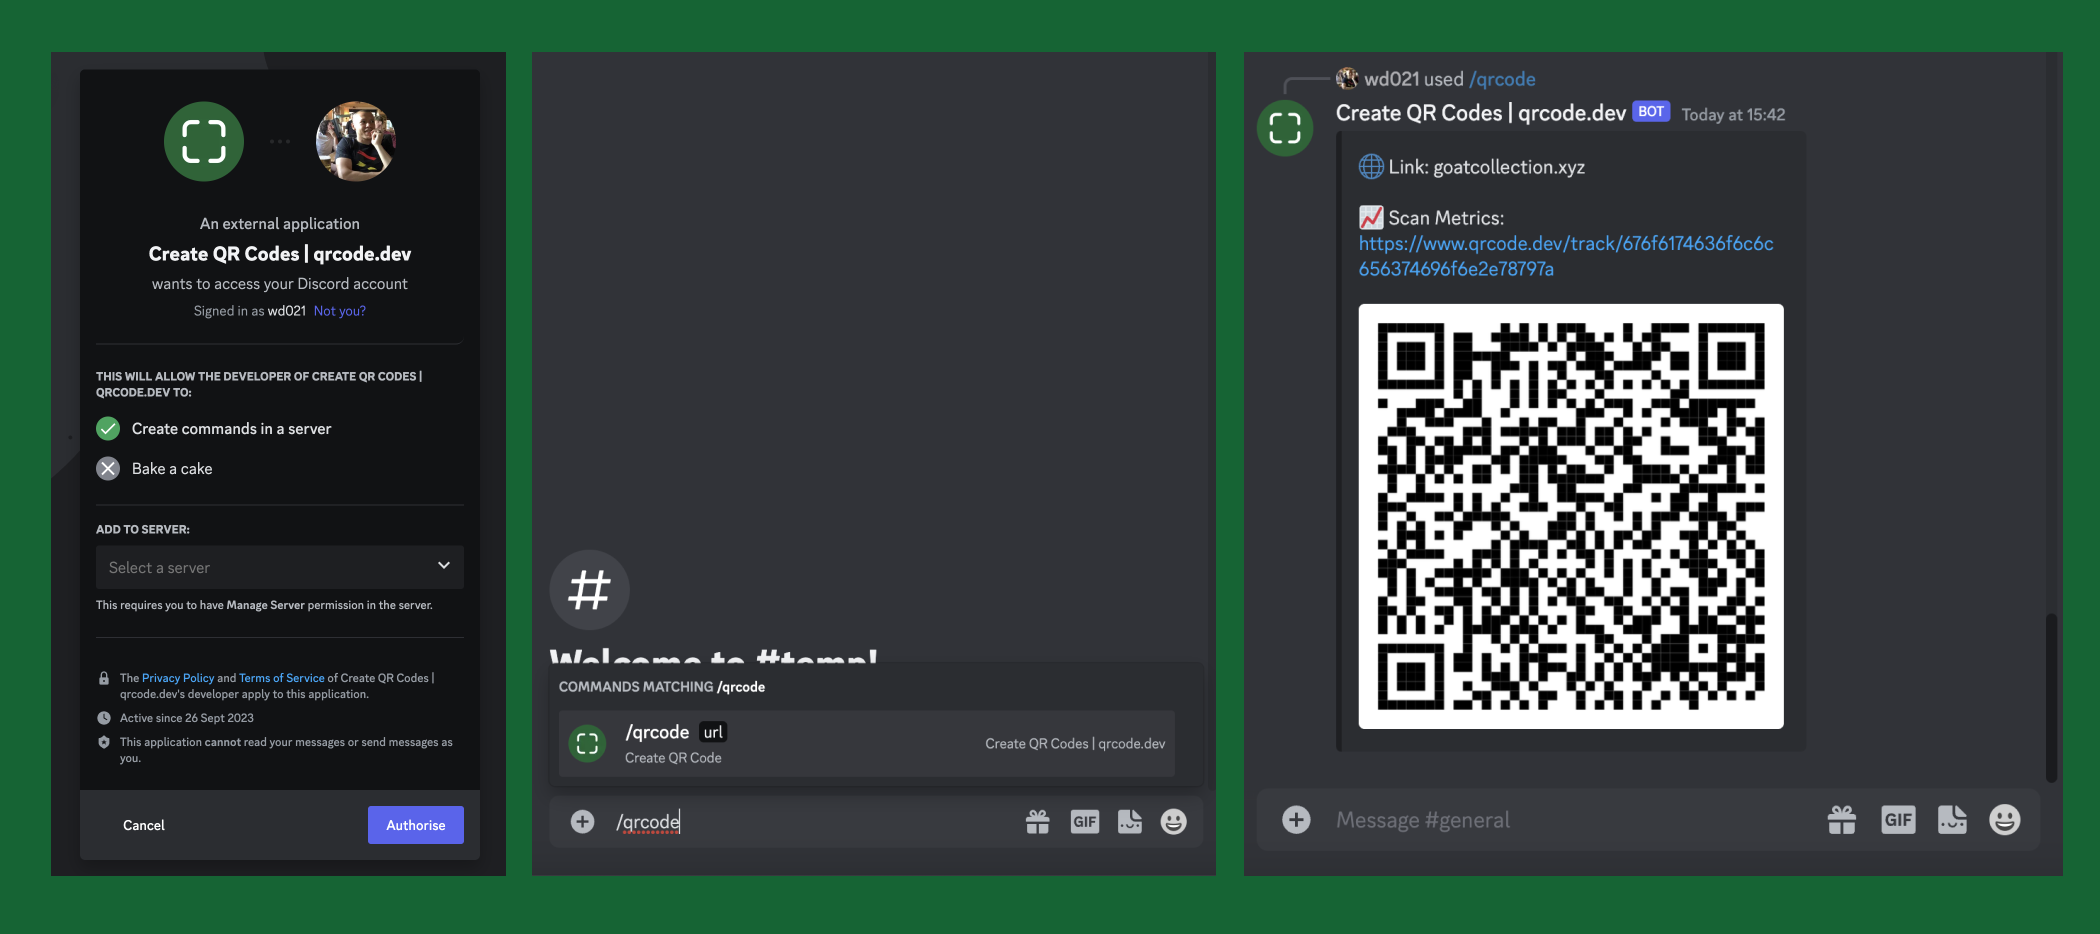 An external application
Create QR Codes | qrcode.dev
wants to access your Discord account
Signed in as wd021 Not you?
THIS WILL ALLOW THE DEVELOPER OF CREATE QR CODES |
QRCODE.DEV TO:
Create commands in a server
Bake a cake
ADD TO SERVER:
Select a server
This requires you to have Manage Server permission in the server.
The Privacy Policy and Terms of Service of Create QR Codes |
qrcode.dev's developer apply to this application.
Active since 26 Sept 2023
This application cannot read your messages or send messages as
you.
Cancel
Authorise
#
Welcome to #temp!
COMMANDS MATCHING /qrcode
/qrcode url
Create QR Code
Create QR Codes | qrcode.dev
/qrcode
GIF
wd021 used /qrcode
Create QR Codes | qrcode.dev BOT Today at 15:42
Link: goatcollection.xyz
Scan Metrics:
https://www.qrcode.dev/track/676f6174636f6c6c
656374696f6e2e78797a
Message #general
GIF